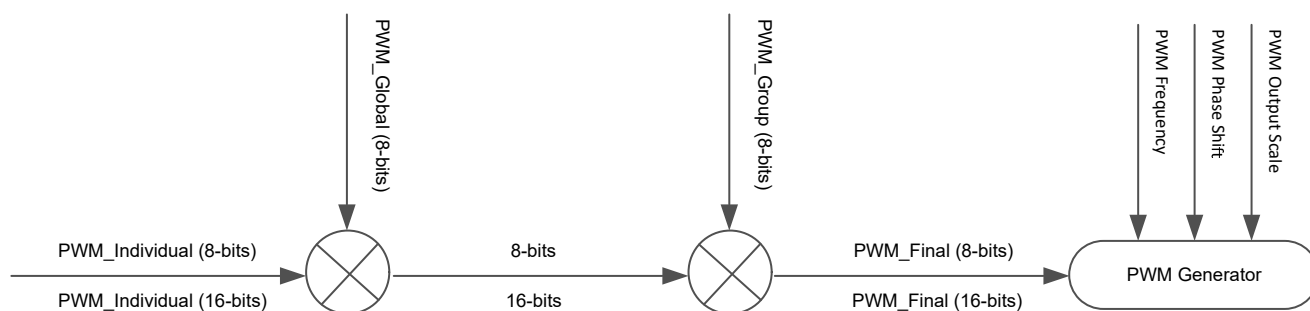 PWM_Global (8-bits)
PWM_Group (8-bits)
PWM Frequency
PWM Phase Shift
PWM Output Scale
PWM_Individual (8-bits)
8-bits
PWM_Final (8-bits)
PWM Generator
PWM_Individual (16-bits)
16-bits
PWM_Final (16-bits)